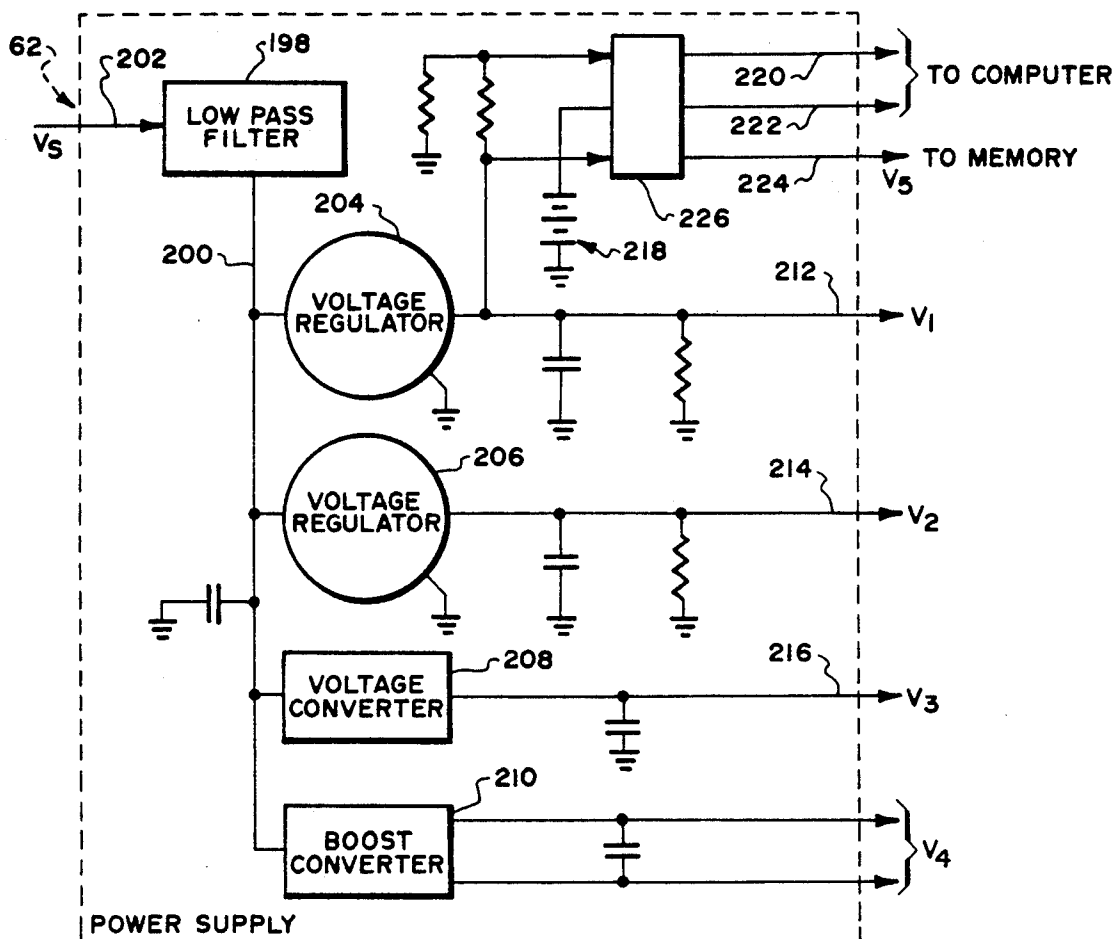 62
202
198
LOW PASS
FILTER
VS
220
TO COMPUTER
222
TO MEMORY
224
V5
226
218
204
200
VOLTAGE
REGULATOR
212
V1
206
VOLTAGE
REGULATOR
214
V2
208
VOLTAGE
CONVERTER
216
V3
210
BOOST
CONVERTER
V4
POWER SUPPLY